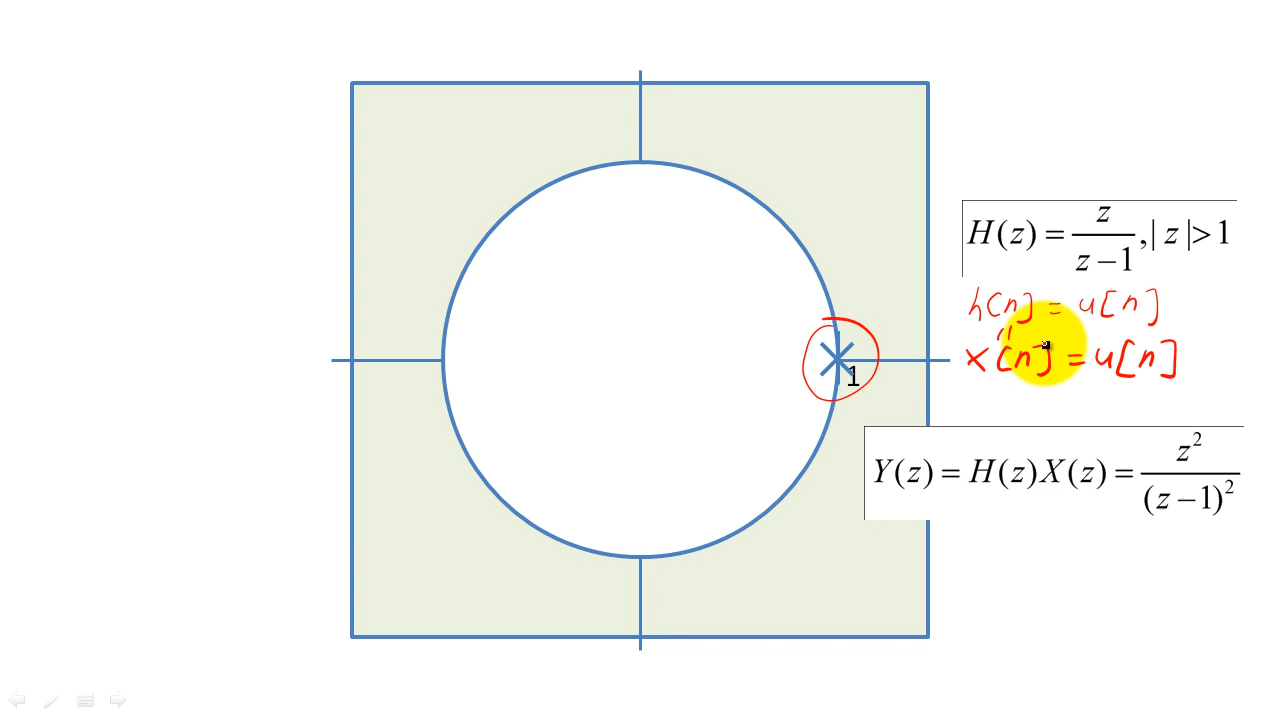 H(z) = z/(z−1), |z|>1
h[n] = u[n]
x[n] = u[n]
1
Y(z) = H(z)X(z) = z²/(z−1)²